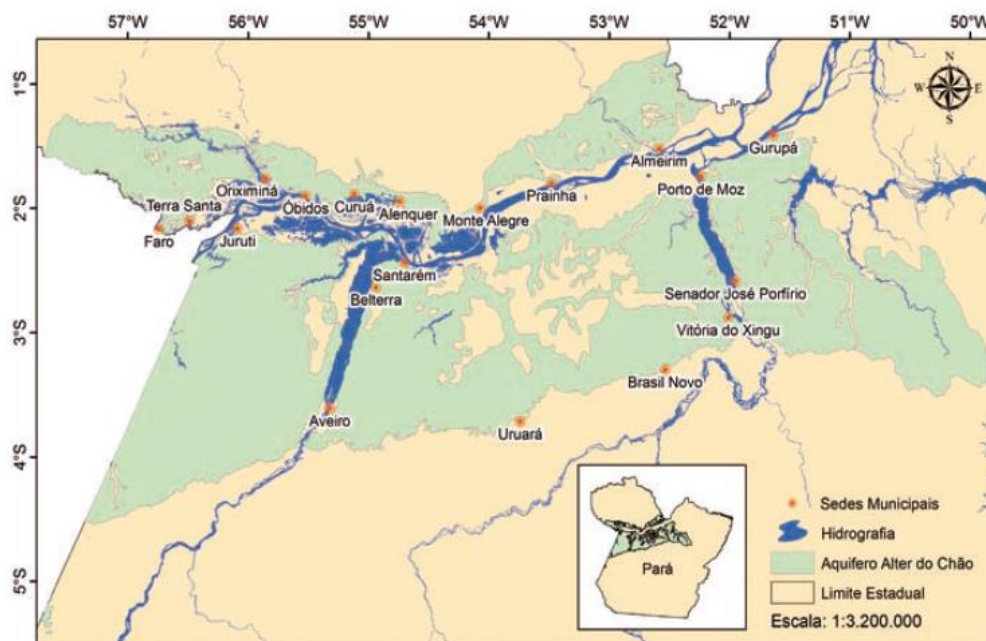 57°W
56°W
55°W
54°W
53°W
52°W
51°W
50°W
1°S
2°S
3°S
4°S
5°S
N
W
E
S
Almeirim
Gurupá
Oriximiná
Prainha
Porto de Moz
Terra Santa
Óbidos
Curuá
Alenquer
Monte Alegre
Faro
Juruti
Santarém
Belterra
Senador José Porfírio
Vitória do Xingu
Brasil Novo
Aveiro
Uruará
Pará
Sedes Municipais
Hidrografia
Aquifero Alter do Chão
Limite Estadual
Escala: 1:3.200.000